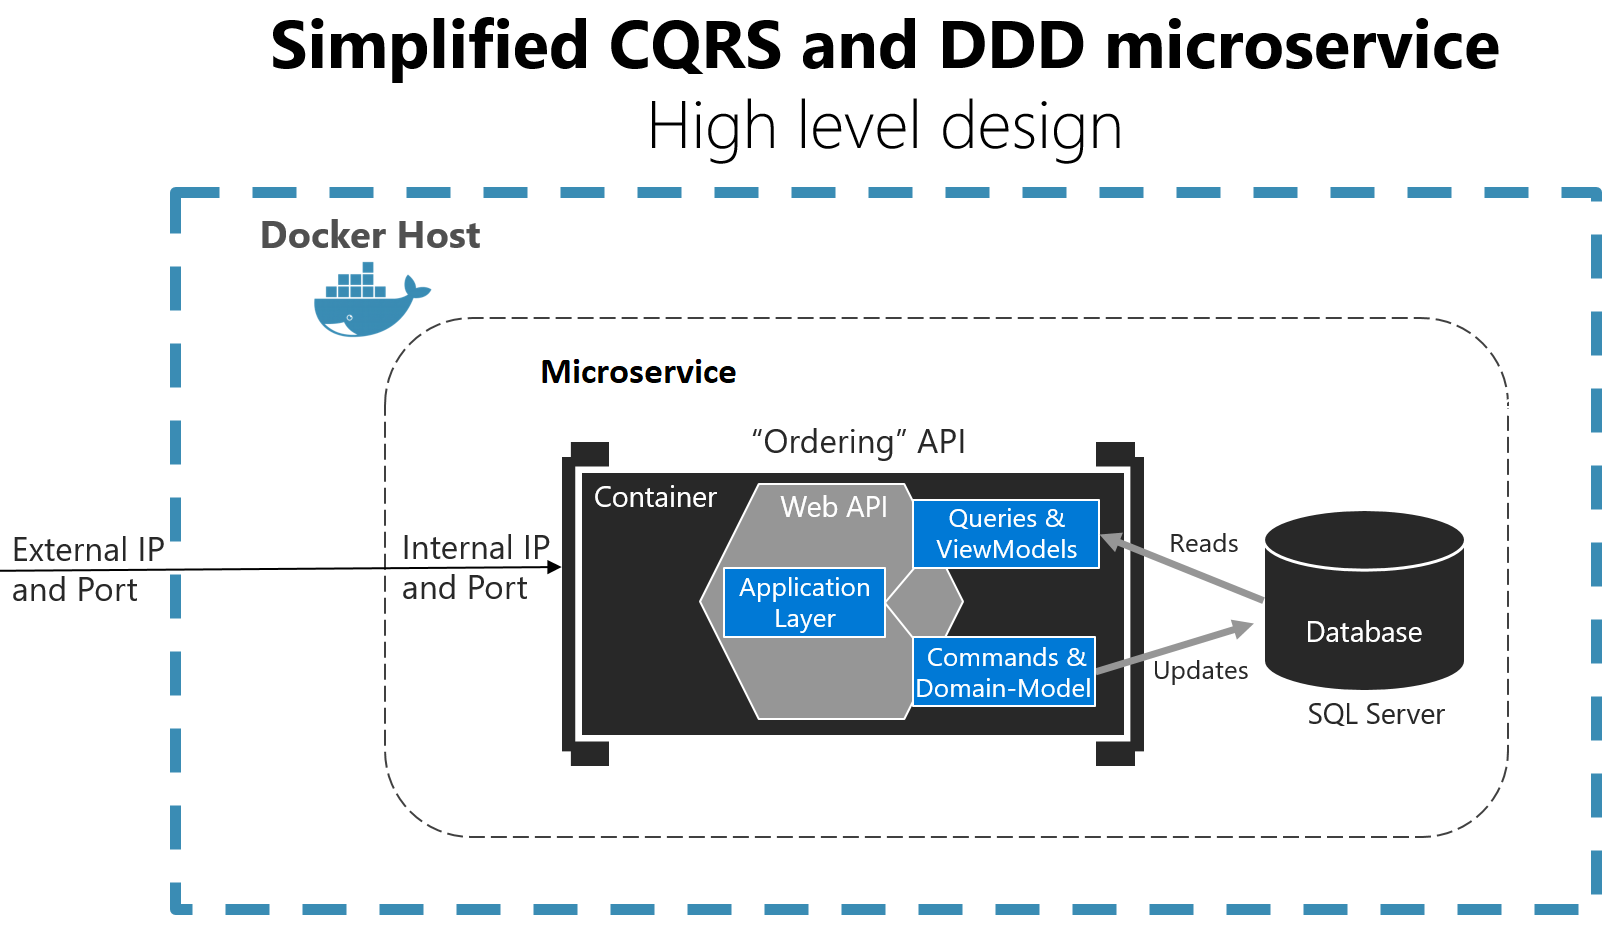 Simplified CQRS and DDD microservice
High level design
Docker Host
Microservice
“Ordering” API
Container
Web API
Queries &
ViewModels
Reads
External IP
and Port
Internal IP
and Port
Application
Layer
Database
Commands &
Domain-Model
Updates
SQL Server